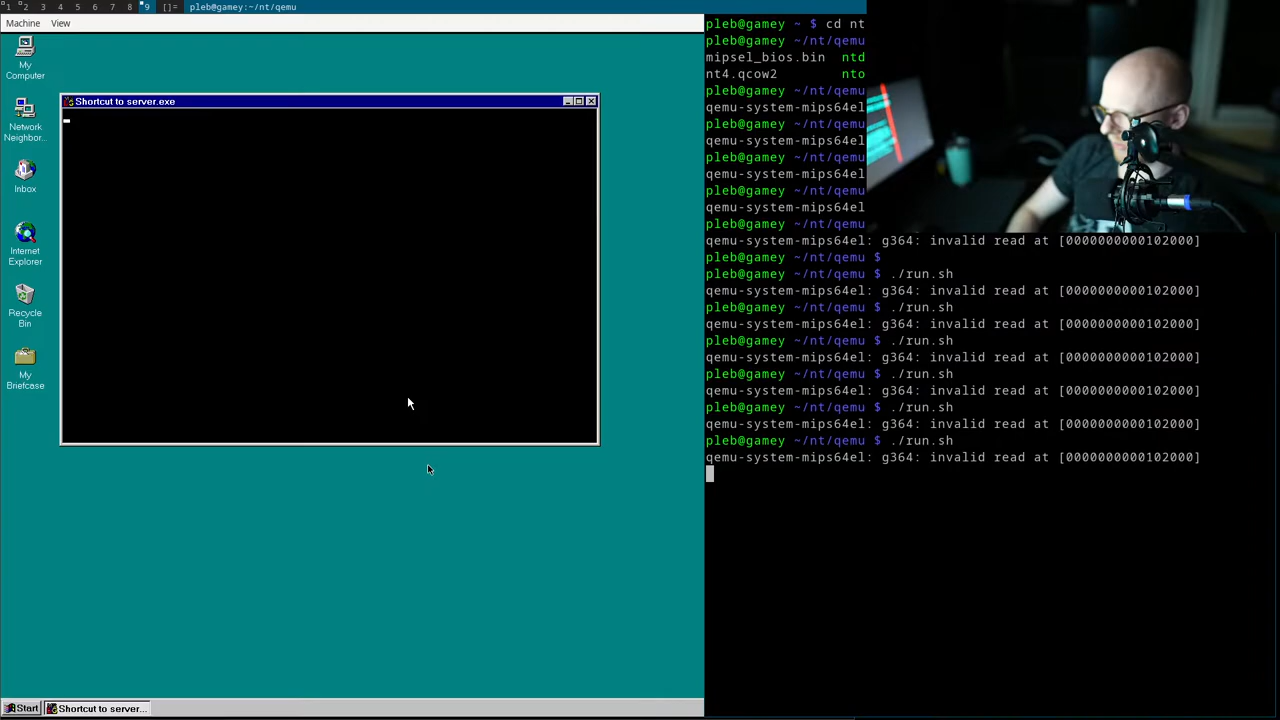 1 2 3 4 5 6 7 8 9 []= pleb@gamey:~/nt/qemu
Machine View
My
Computer
Network
Neighbor...
Inbox
Internet
Explorer
Recycle
Bin
My
Briefcase
Shortcut to server.exe
Start Shortcut to server...
pleb@gamey ~ $ cd nt
pleb@gamey ~/nt/qemu
mipsel_bios.bin ntd
nt4.qcow2 nto
pleb@gamey ~/nt/qemu
qemu-system-mips64el
pleb@gamey ~/nt/qemu
qemu-system-mips64el
pleb@gamey ~/nt/qemu
qemu-system-mips64el
pleb@gamey ~/nt/qemu
qemu-system-mips64el
pleb@gamey ~/nt/qemu
qemu-system-mips64el: g364: invalid read at [0000000000102000]
pleb@gamey ~/nt/qemu $
pleb@gamey ~/nt/qemu $ ./run.sh
qemu-system-mips64el: g364: invalid read at [0000000000102000]
pleb@gamey ~/nt/qemu $ ./run.sh
qemu-system-mips64el: g364: invalid read at [0000000000102000]
pleb@gamey ~/nt/qemu $ ./run.sh
qemu-system-mips64el: g364: invalid read at [0000000000102000]
pleb@gamey ~/nt/qemu $ ./run.sh
qemu-system-mips64el: g364: invalid read at [0000000000102000]
pleb@gamey ~/nt/qemu $ ./run.sh
qemu-system-mips64el: g364: invalid read at [0000000000102000]
pleb@gamey ~/nt/qemu $ ./run.sh
qemu-system-mips64el: g364: invalid read at [0000000000102000]